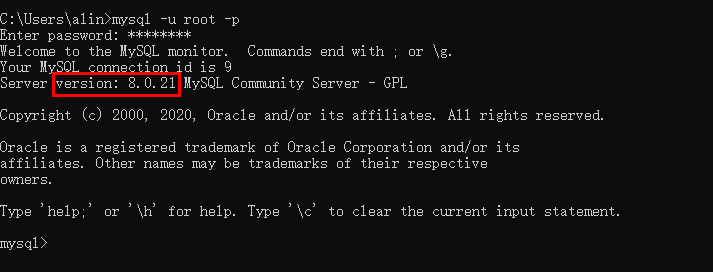 C:\Users\alin>mysql -u root -p
Enter password: ********
Welcome to the MySQL monitor.  Commands end with ; or \g.
Your MySQL connection id is 9
Server version: 8.0.21 MySQL Community Server - GPL
Copyright (c) 2000, 2020, Oracle and/or its affiliates. All rights reserved.
Oracle is a registered trademark of Oracle Corporation and/or its
affiliates. Other names may be trademarks of their respective
owners.
Type 'help;' or '\h' for help. Type '\c' to clear the current input statement.
mysql>